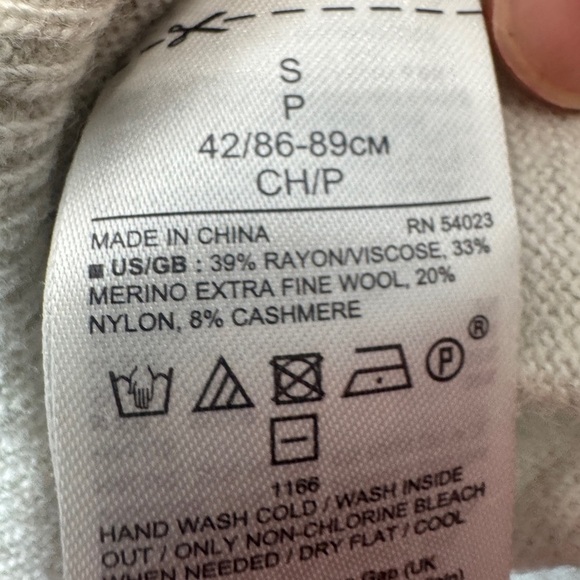 S
P
42/86-89CM
CH/P
MADE IN CHINA RN 54023
US/GB : 39% RAYON/VISCOSE, 33%
MERINO EXTRA FINE WOOL, 20%
NYLON, 8% CASHMERE
P ®
1166
HAND WASH COLD / WASH INSIDE
OUT / ONLY NON-CHLORINE BLEACH
WHEN NEEDED / DRY FLAT / COOL
Gap (UK